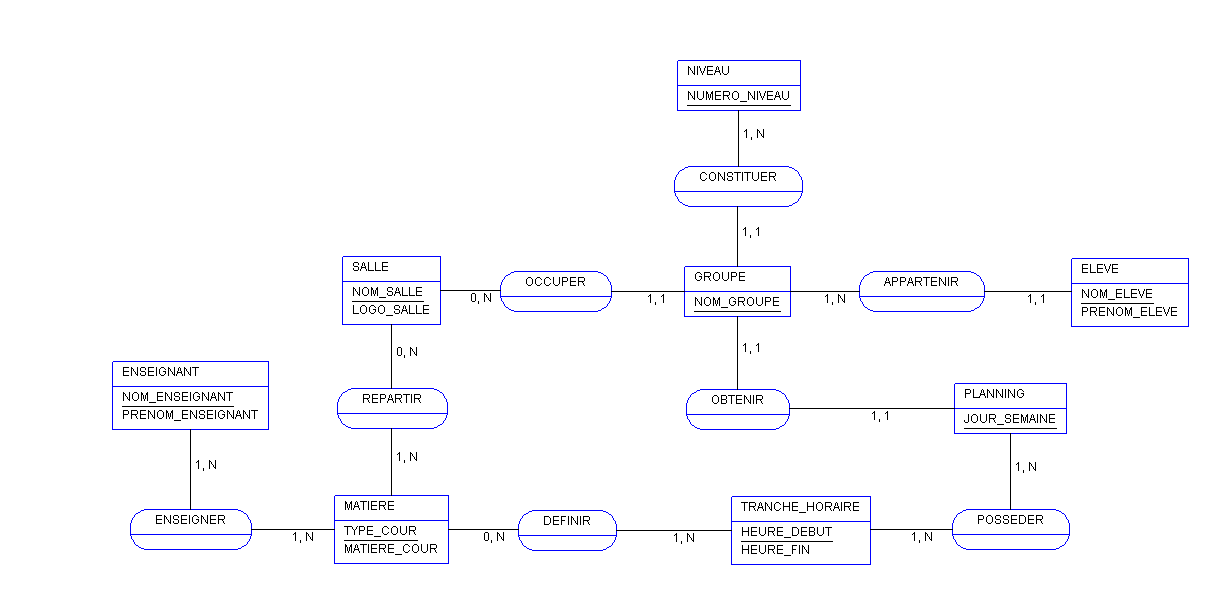 NIVEAU
NUMERO_NIVEAU
1, N
CONSTITUER
1, 1
SALLE
NOM_SALLE
LOGO_SALLE
0, N
OCCUPER
1, 1
GROUPE
NOM_GROUPE
1, N
APPARTENIR
1, 1
ELEVE
NOM_ELEVE
PRENOM_ELEVE
0, N
1, 1
ENSEIGNANT
NOM_ENSEIGNANT
PRENOM_ENSEIGNANT
REPARTIR
OBTENIR
1, 1
PLANNING
JOUR_SEMAINE
1, N
1, N
1, N
ENSEIGNER
1, N
MATIERE
TYPE_COUR
MATIERE_COUR
0, N
DEFINIR
1, N
TRANCHE_HORAIRE
HEURE_DEBUT
HEURE_FIN
1, N
POSSEDER